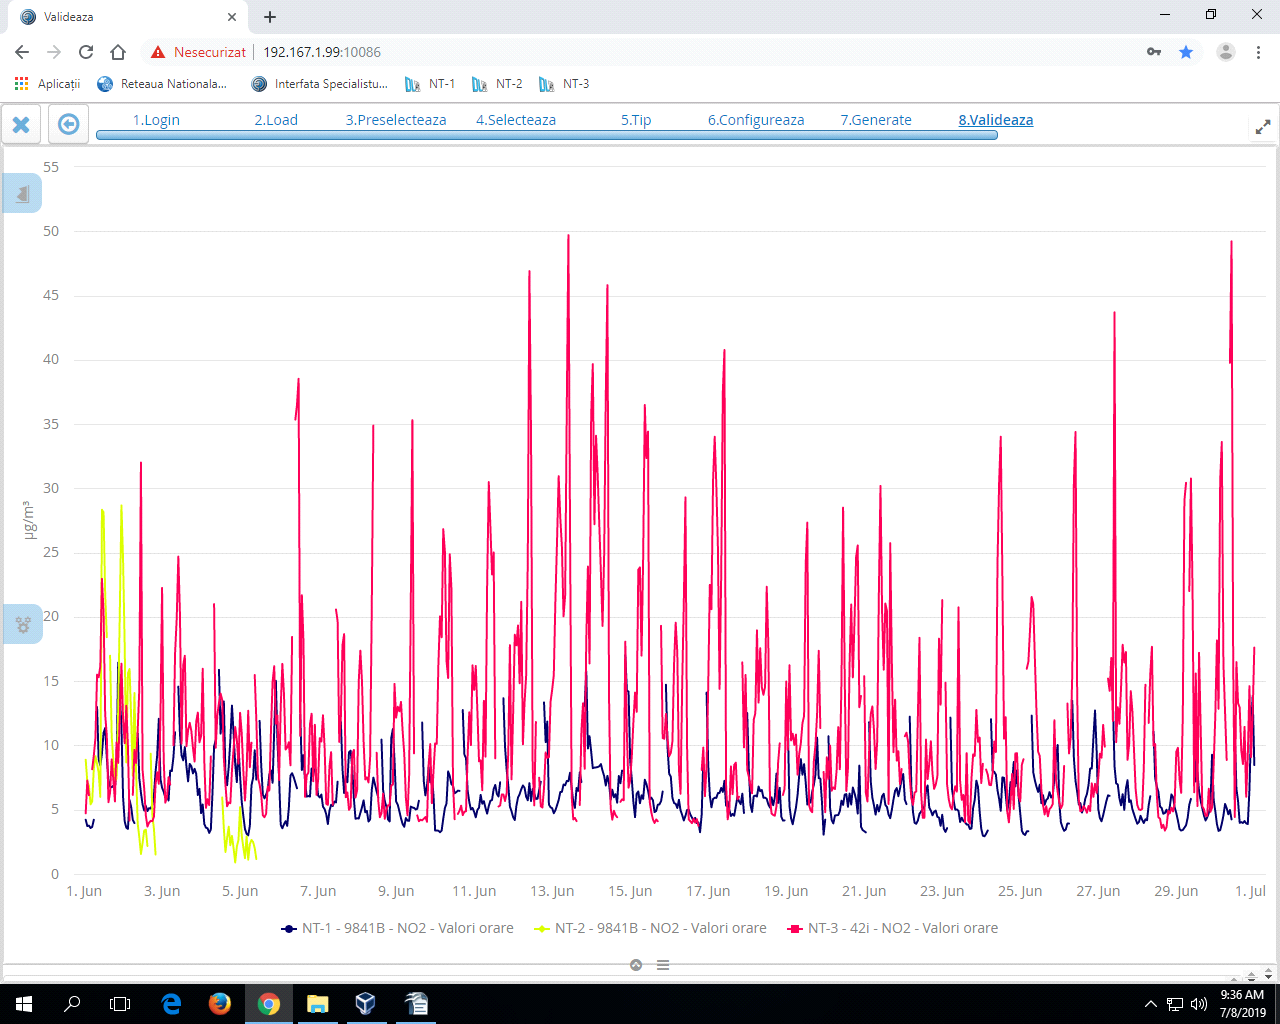 Valideaza
Nesecurizat 192.167.1.99:10086
Aplicații Reteaua Nationala... Interfata Specialistu... NT-1 NT-2 NT-3
1.Login 2.Load 3.Preselecteaza 4.Selecteaza 5.Tip 6.Configureaza 7.Generate 8.Valideaza
55
50
45
40
35
30
25
20
15
10
5
0
µg/m³
1. Jun 3. Jun 5. Jun 7. Jun 9. Jun 11. Jun 13. Jun 15. Jun 17. Jun 19. Jun 21. Jun 23. Jun 25. Jun 27. Jun 29. Jun 1. Jul
NT-1 - 9841B - NO2 - Valori orare NT-2 - 9841B - NO2 - Valori orare NT-3 - 42i - NO2 - Valori orare
9:36 AM
7/8/2019